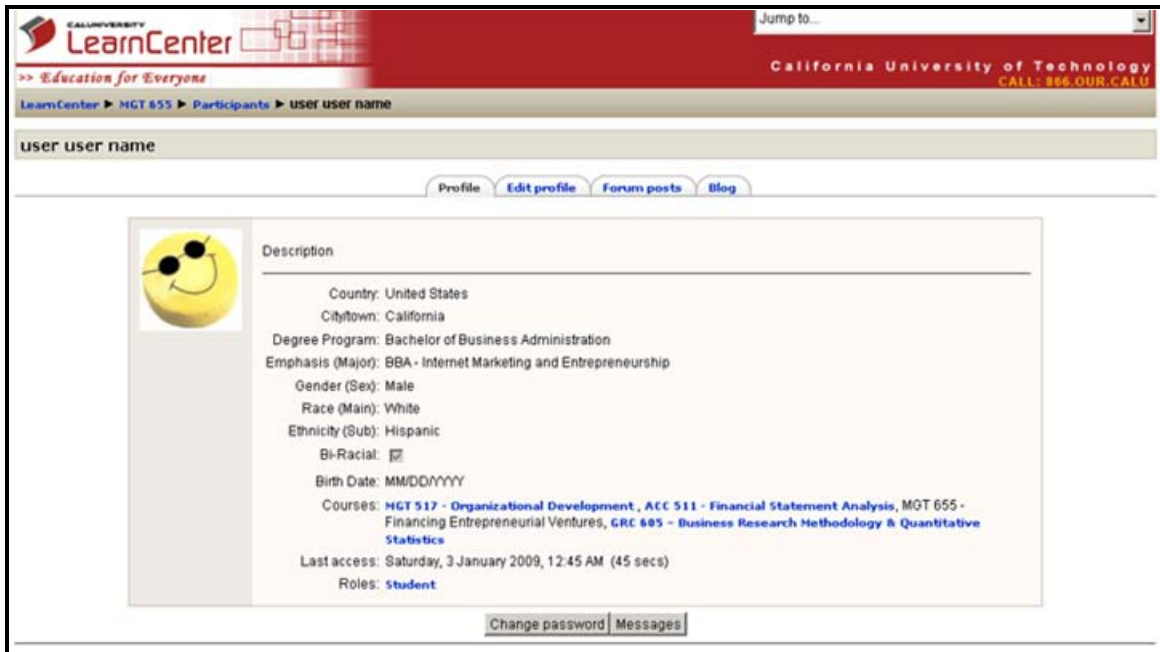 CALUNIVERSITY
LearnCenter
>> Education for Everyone
Jump to...
California University of Technology
CALL: 866.OUR.CALU
LearnCenter ► MGT 655 ► Participants ► user user name
user user name
Profile Edit profile Forum posts Blog
Description
Country: United States
City/town: California
Degree Program: Bachelor of Business Administration
Emphasis (Major): BBA - Internet Marketing and Entrepreneurship
Gender (Sex): Male
Race (Main): White
Ethnicity (Sub): Hispanic
Bi-Racial:
Birth Date: MM/DD/YYYY
Courses: MGT 517 - Organizational Development , ACC 511 - Financial Statement Analysis, MGT 655 -
Financing Entrepreneurial Ventures, GRC 605 – Business Research Methodology & Quantitative
Statistics
Last access: Saturday, 3 January 2009, 12:45 AM (45 secs)
Roles: Student
Change password Messages